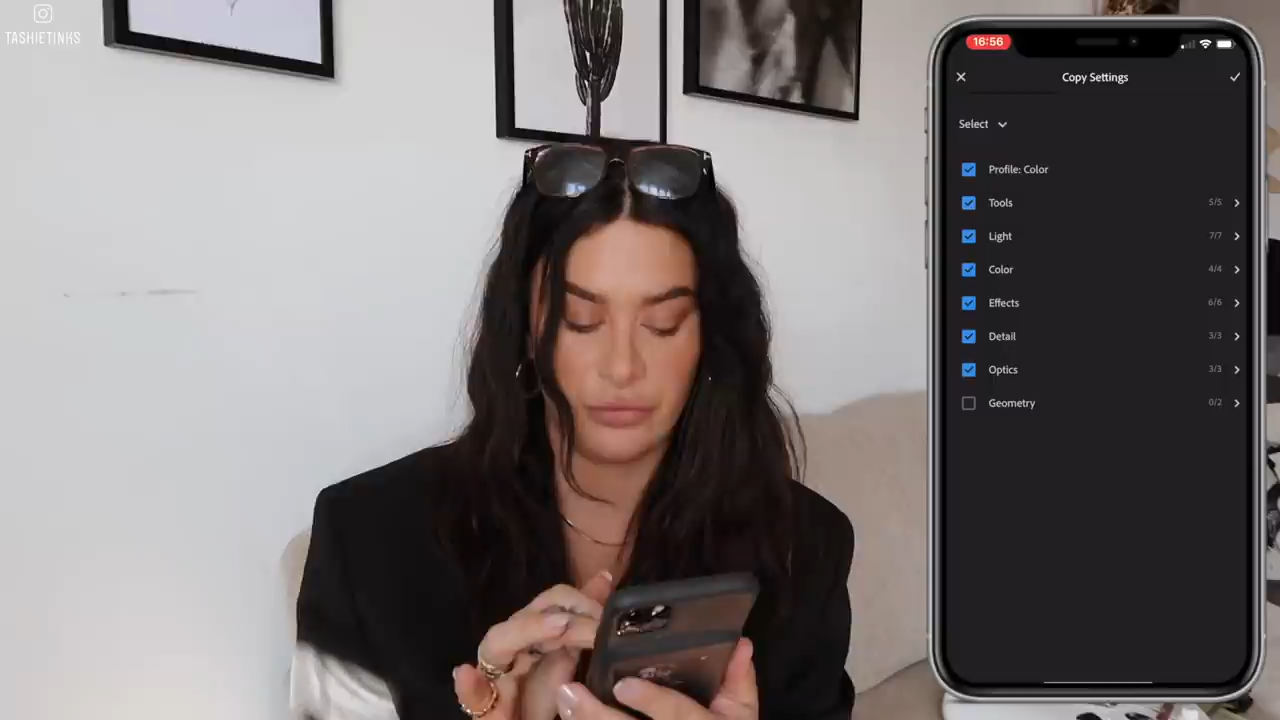 TASHIETINKS
16:56
Copy Settings
Select
Profile: Color
Tools 5/5
Light 7/7
Color 4/4
Effects 6/6
Detail 3/3
Optics 3/3
Geometry 0/2